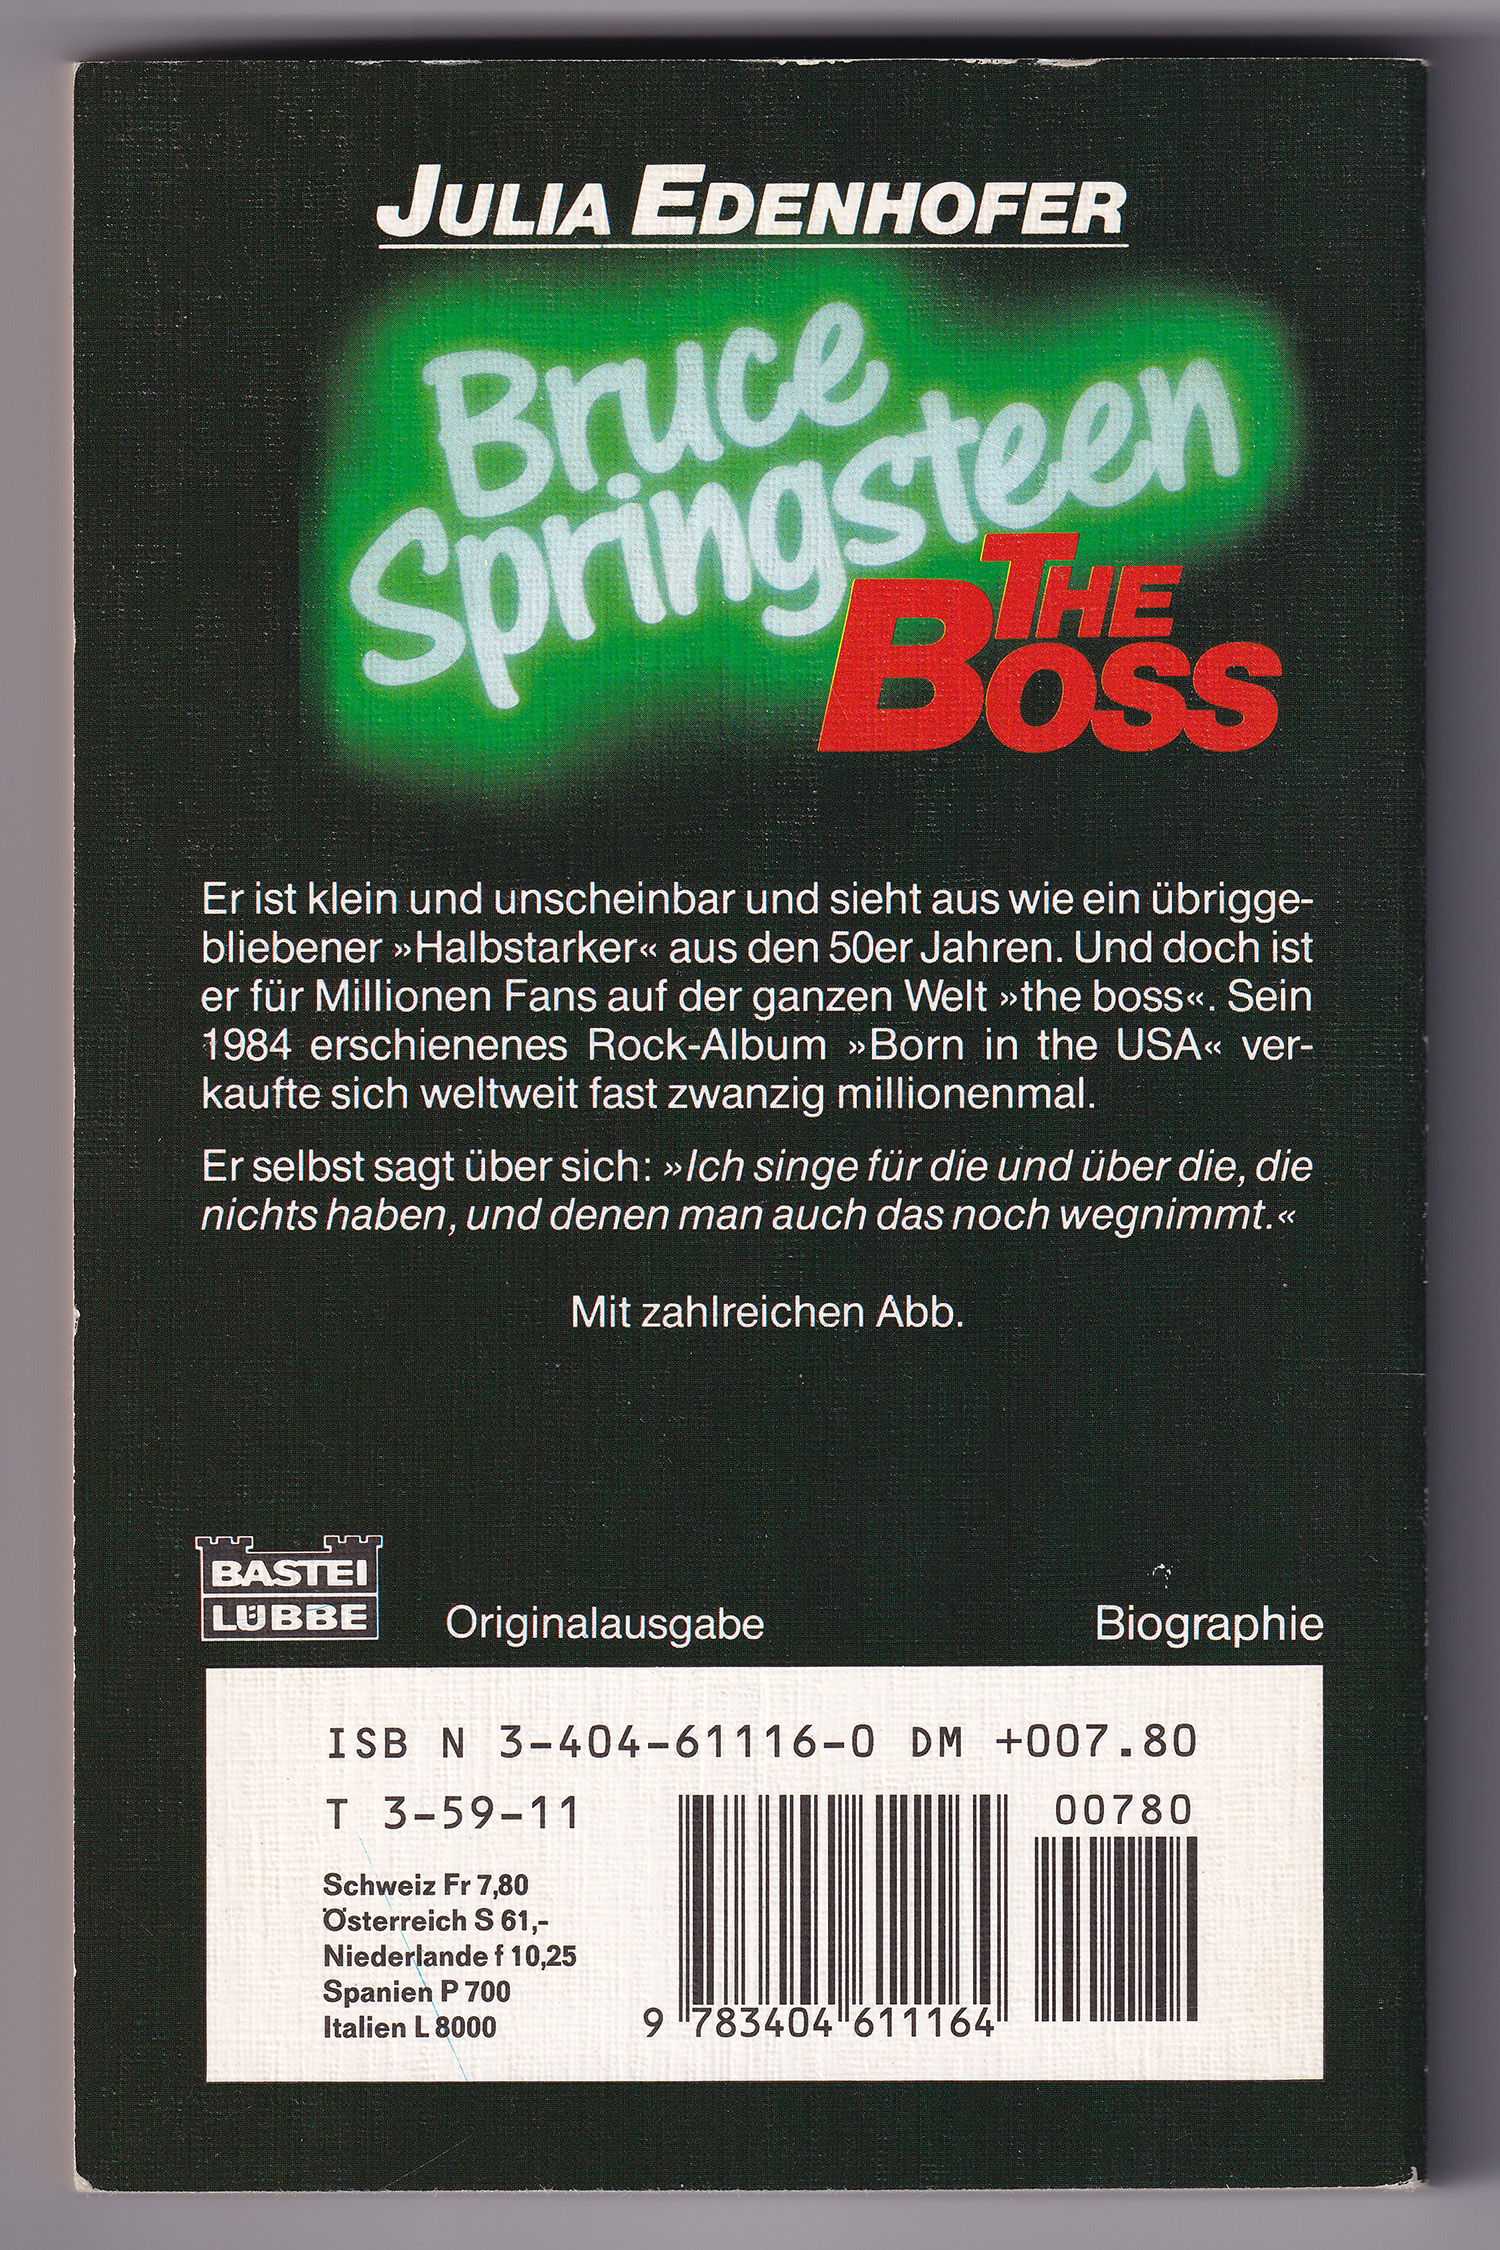 JULIA EDENHOFER
Bruce
Springsteen
THE
BOSS
Er ist klein und unscheinbar und sieht aus wie ein übrigge-
bliebener »Halbstarker« aus den 50er Jahren. Und doch ist
er für Millionen Fans auf der ganzen Welt »the boss«. Sein
1984 erschienenes Rock-Album »Born in the USA« ver-
kaufte sich weltweit fast zwanzig millionenmal.
Er selbst sagt über sich: »Ich singe für die und über die, die
nichts haben, und denen man auch das noch wegnimmt.«
Mit zahlreichen Abb.
BASTEI
LÜBBE
Originalausgabe
Biographie
ISB N 3-404-61116-0 DM +007.80
T 3-59-11
00780
Schweiz Fr 7,80
Österreich S 61,-
Niederlande f 10,25
Spanien P 700
Italien L 8000
9 783404 611164